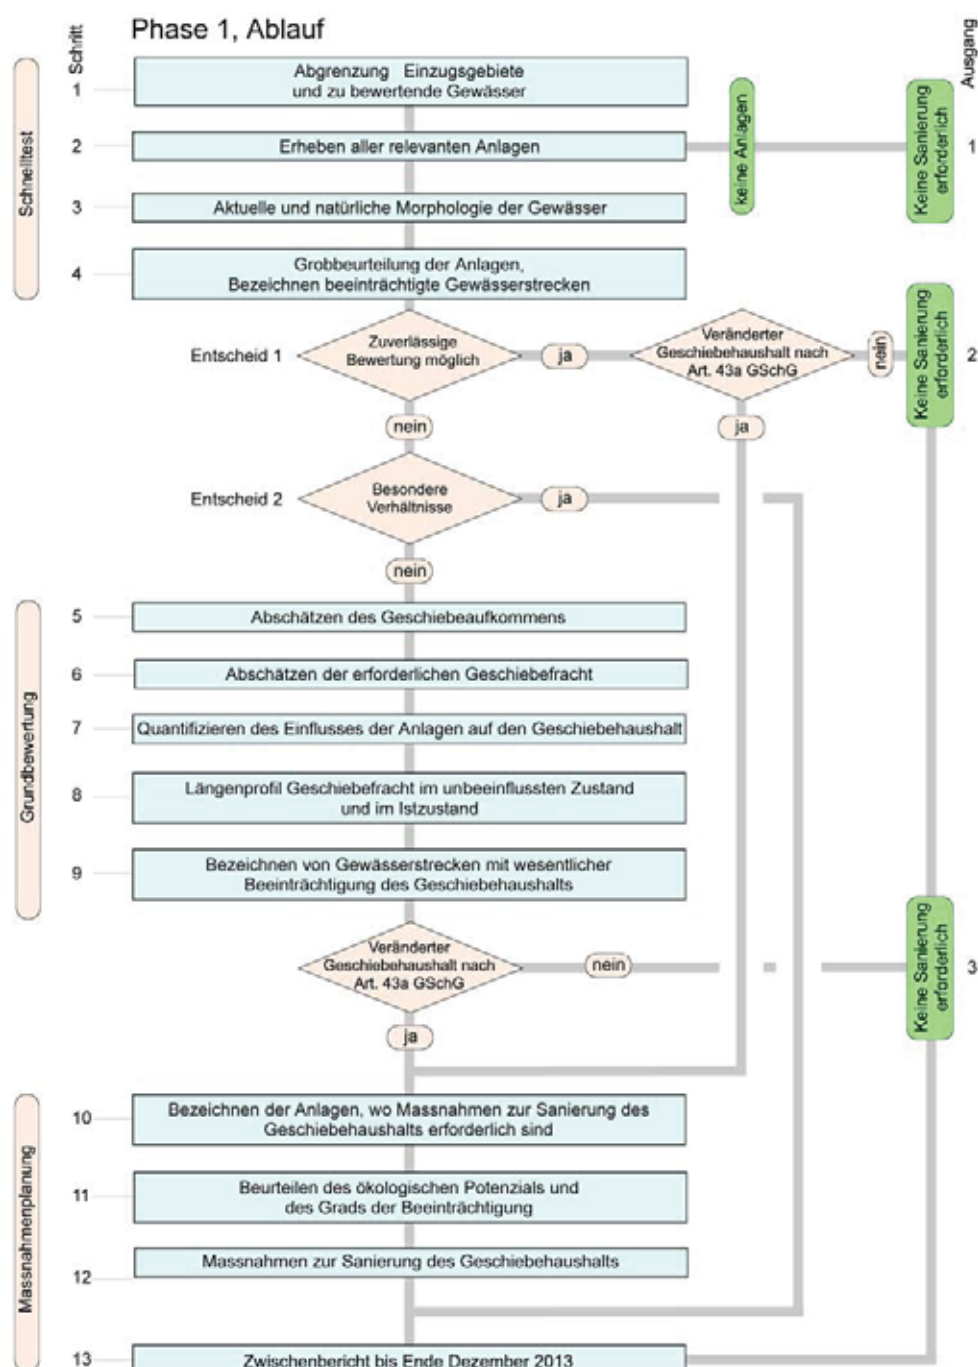 Phase 1, Ablauf
Schritt
Ausgang
Schnelltest
1
Abgrenzung Einzugsgebiete
und zu bewertende Gewässer
2
Erheben aller relevanten Anlagen
keine Anlagen
Keine Sanierung
erforderlich
1
3
Aktuelle und natürliche Morphologie der Gewässer
4
Grobbeurteilung der Anlagen,
Bezeichnen beeinträchtigte Gewässerstrecken
Entscheid 1
Zuverlässige
Bewertung möglich
ja
Veränderter
Geschiebehaushalt nach
Art. 43a GSchG
nein
Keine Sanierung
erforderlich
2
nein
ja
Entscheid 2
Besondere
Verhältnisse
ja
nein
Grundbewertung
5
Abschätzen des Geschiebeaufkommens
6
Abschätzen der erforderlichen Geschiebefracht
7
Quantifizieren des Einflusses der Anlagen auf den Geschiebehaushalt
8
Längenprofil Geschiebefracht im unbeeinflussten Zustand
und im Istzustand
9
Bezeichnen von Gewässerstrecken mit wesentlicher
Beeinträchtigung des Geschiebehaushalts
Veränderter
Geschiebehaushalt nach
Art. 43a GSchG
nein
Keine Sanierung
erforderlich
3
ja
Massnahmenplanung
10
Bezeichnen der Anlagen, wo Massnahmen zur Sanierung des
Geschiebehaushalts erforderlich sind
11
Beurteilen des ökologischen Potenzials und
des Grads der Beeinträchtigung
12
Massnahmen zur Sanierung des Geschiebehaushalts
13
Zwischenbericht bis Ende Dezember 2013